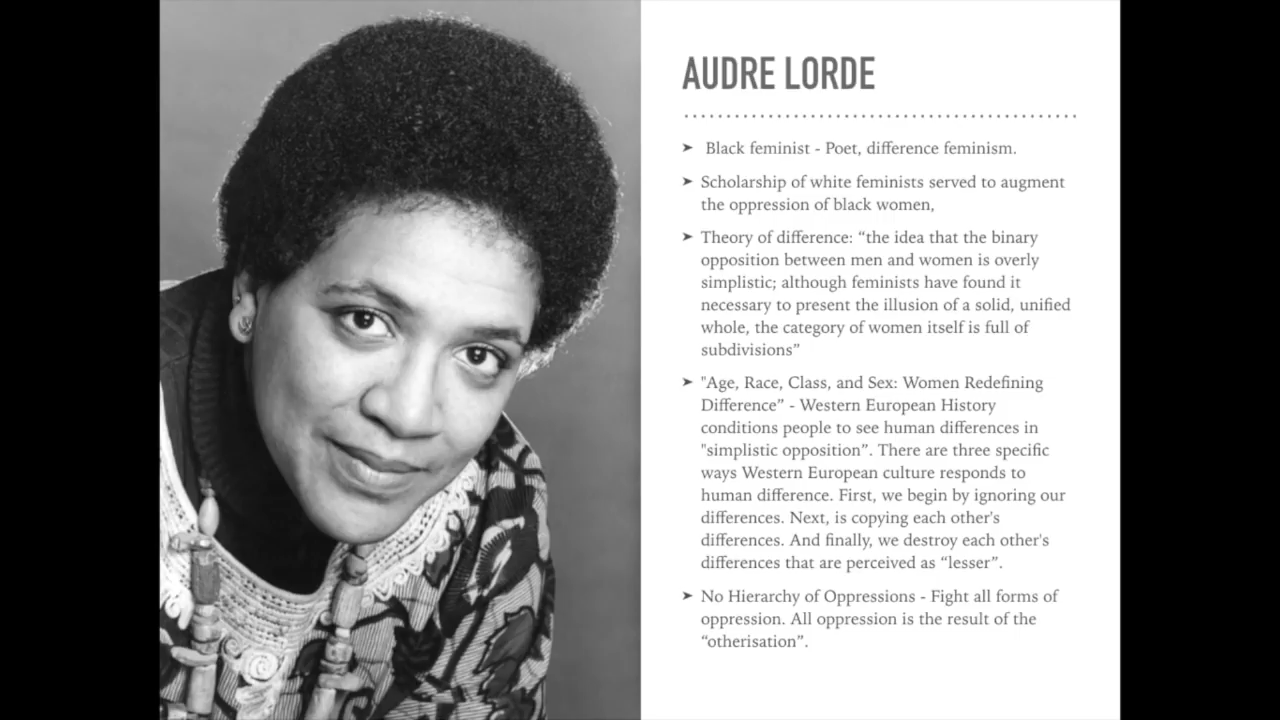 AUDRE LORDE
➤ Black feminist - Poet, difference feminism.
➤ Scholarship of white feminists served to augment
the oppression of black women,
➤ Theory of difference: “the idea that the binary
opposition between men and women is overly
simplistic; although feminists have found it
necessary to present the illusion of a solid, unified
whole, the category of women itself is full of
subdivisions”
➤ "Age, Race, Class, and Sex: Women Redefining
Difference” - Western European History
conditions people to see human differences in
"simplistic opposition”. There are three specific
ways Western European culture responds to
human difference. First, we begin by ignoring our
differences. Next, is copying each other's
differences. And finally, we destroy each other's
differences that are perceived as “lesser”.
➤ No Hierarchy of Oppressions - Fight all forms of
oppression. All oppression is the result of the
“otherisation”.